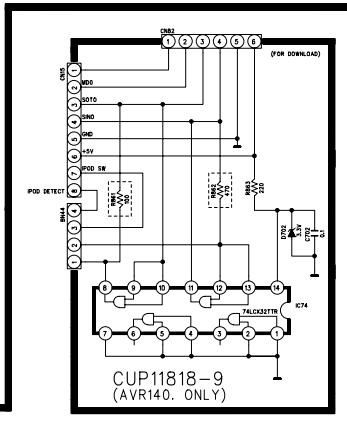 CN82
1 2 3 4 5 6
(FOR DOWNLOAD)
CN15
1
2 MD0
3 SOTO
4 SINO
5 GND
6 +5V
7 IPOD SW
IPOD DETECT 8
BN44
4
3
2
1
R861
100
R862
470
R863
220
D702
3.3V
C702
0.1
8 9 10 11 12 13 14
IC74
74LCX32TTR
7 6 5 4 3 2 1
CUP11818-9
(AVR140. ONLY)